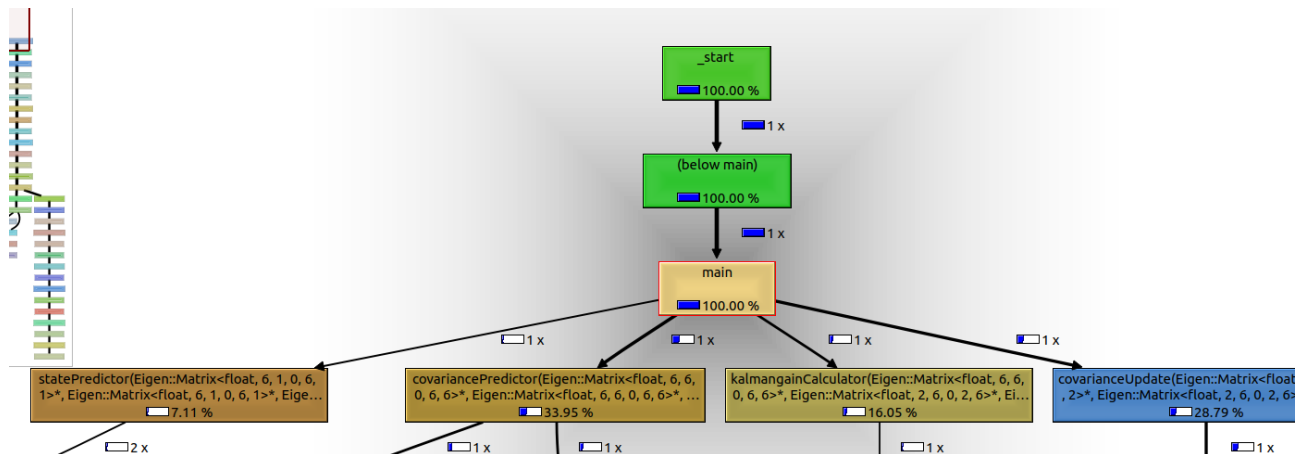 _start
100.00 %
1 x
(below main)
100.00 %
1 x
main
100.00 %
1 x
1 x
1 x
1 x
statePredictor(Eigen::Matrix<float, 6, 1, 0, 6,
1>*, Eigen::Matrix<float, 6, 1, 0, 6, 1>*, Eige...
7.11 %
covariancePredictor(Eigen::Matrix<float, 6, 6,
0, 6, 6>*, Eigen::Matrix<float, 6, 6, 0, 6, 6>*, ...
33.95 %
kalmangainCalculator(Eigen::Matrix<float, 6, 6,
0, 6, 6>*, Eigen::Matrix<float, 2, 6, 0, 2, 6>*, Ei...
16.05 %
covarianceUpdate(Eigen::Matrix<float
, 2>*, Eigen::Matrix<float, 2, 6, 0, 2, 6>
28.79 %
2 x
1 x
1 x
1 x
1 x